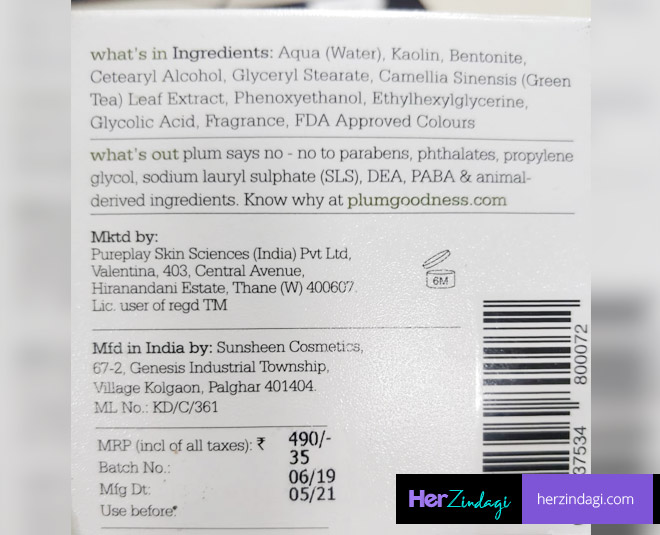 what's in Ingredients: Aqua (Water), Kaolin, Bentonite,
Cetearyl Alcohol, Glyceryl Stearate, Camellia Sinensis (Green
Tea) Leaf Extract, Phenoxyethanol, Ethylhexylglycerine,
Glycolic Acid, Fragrance, FDA Approved Colours
what's out plum says no - no to parabens, phthalates, propylene
glycol, sodium lauryl sulphate (SLS), DEA, PABA & animal-
derived ingredients. Know why at plumgoodness.com
Mktd by:
Pureplay Skin Sciences (India) Pvt Ltd,
Valentina, 403, Central Avenue,
Hiranandani Estate, Thane (W) 400607.
Lic. user of regd TM
6M
Mfd in India by: Sunsheen Cosmetics,
67-2, Genesis Industrial Township,
Village Kolgaon, Palghar 401404.
ML No.: KD/C/361
MRP (incl of all taxes): ₹ 490/-
Batch No.: 35
Mfg Dt: 06/19
Use before* 05/21
37534 800072
HerZindagi
herzindagi.com